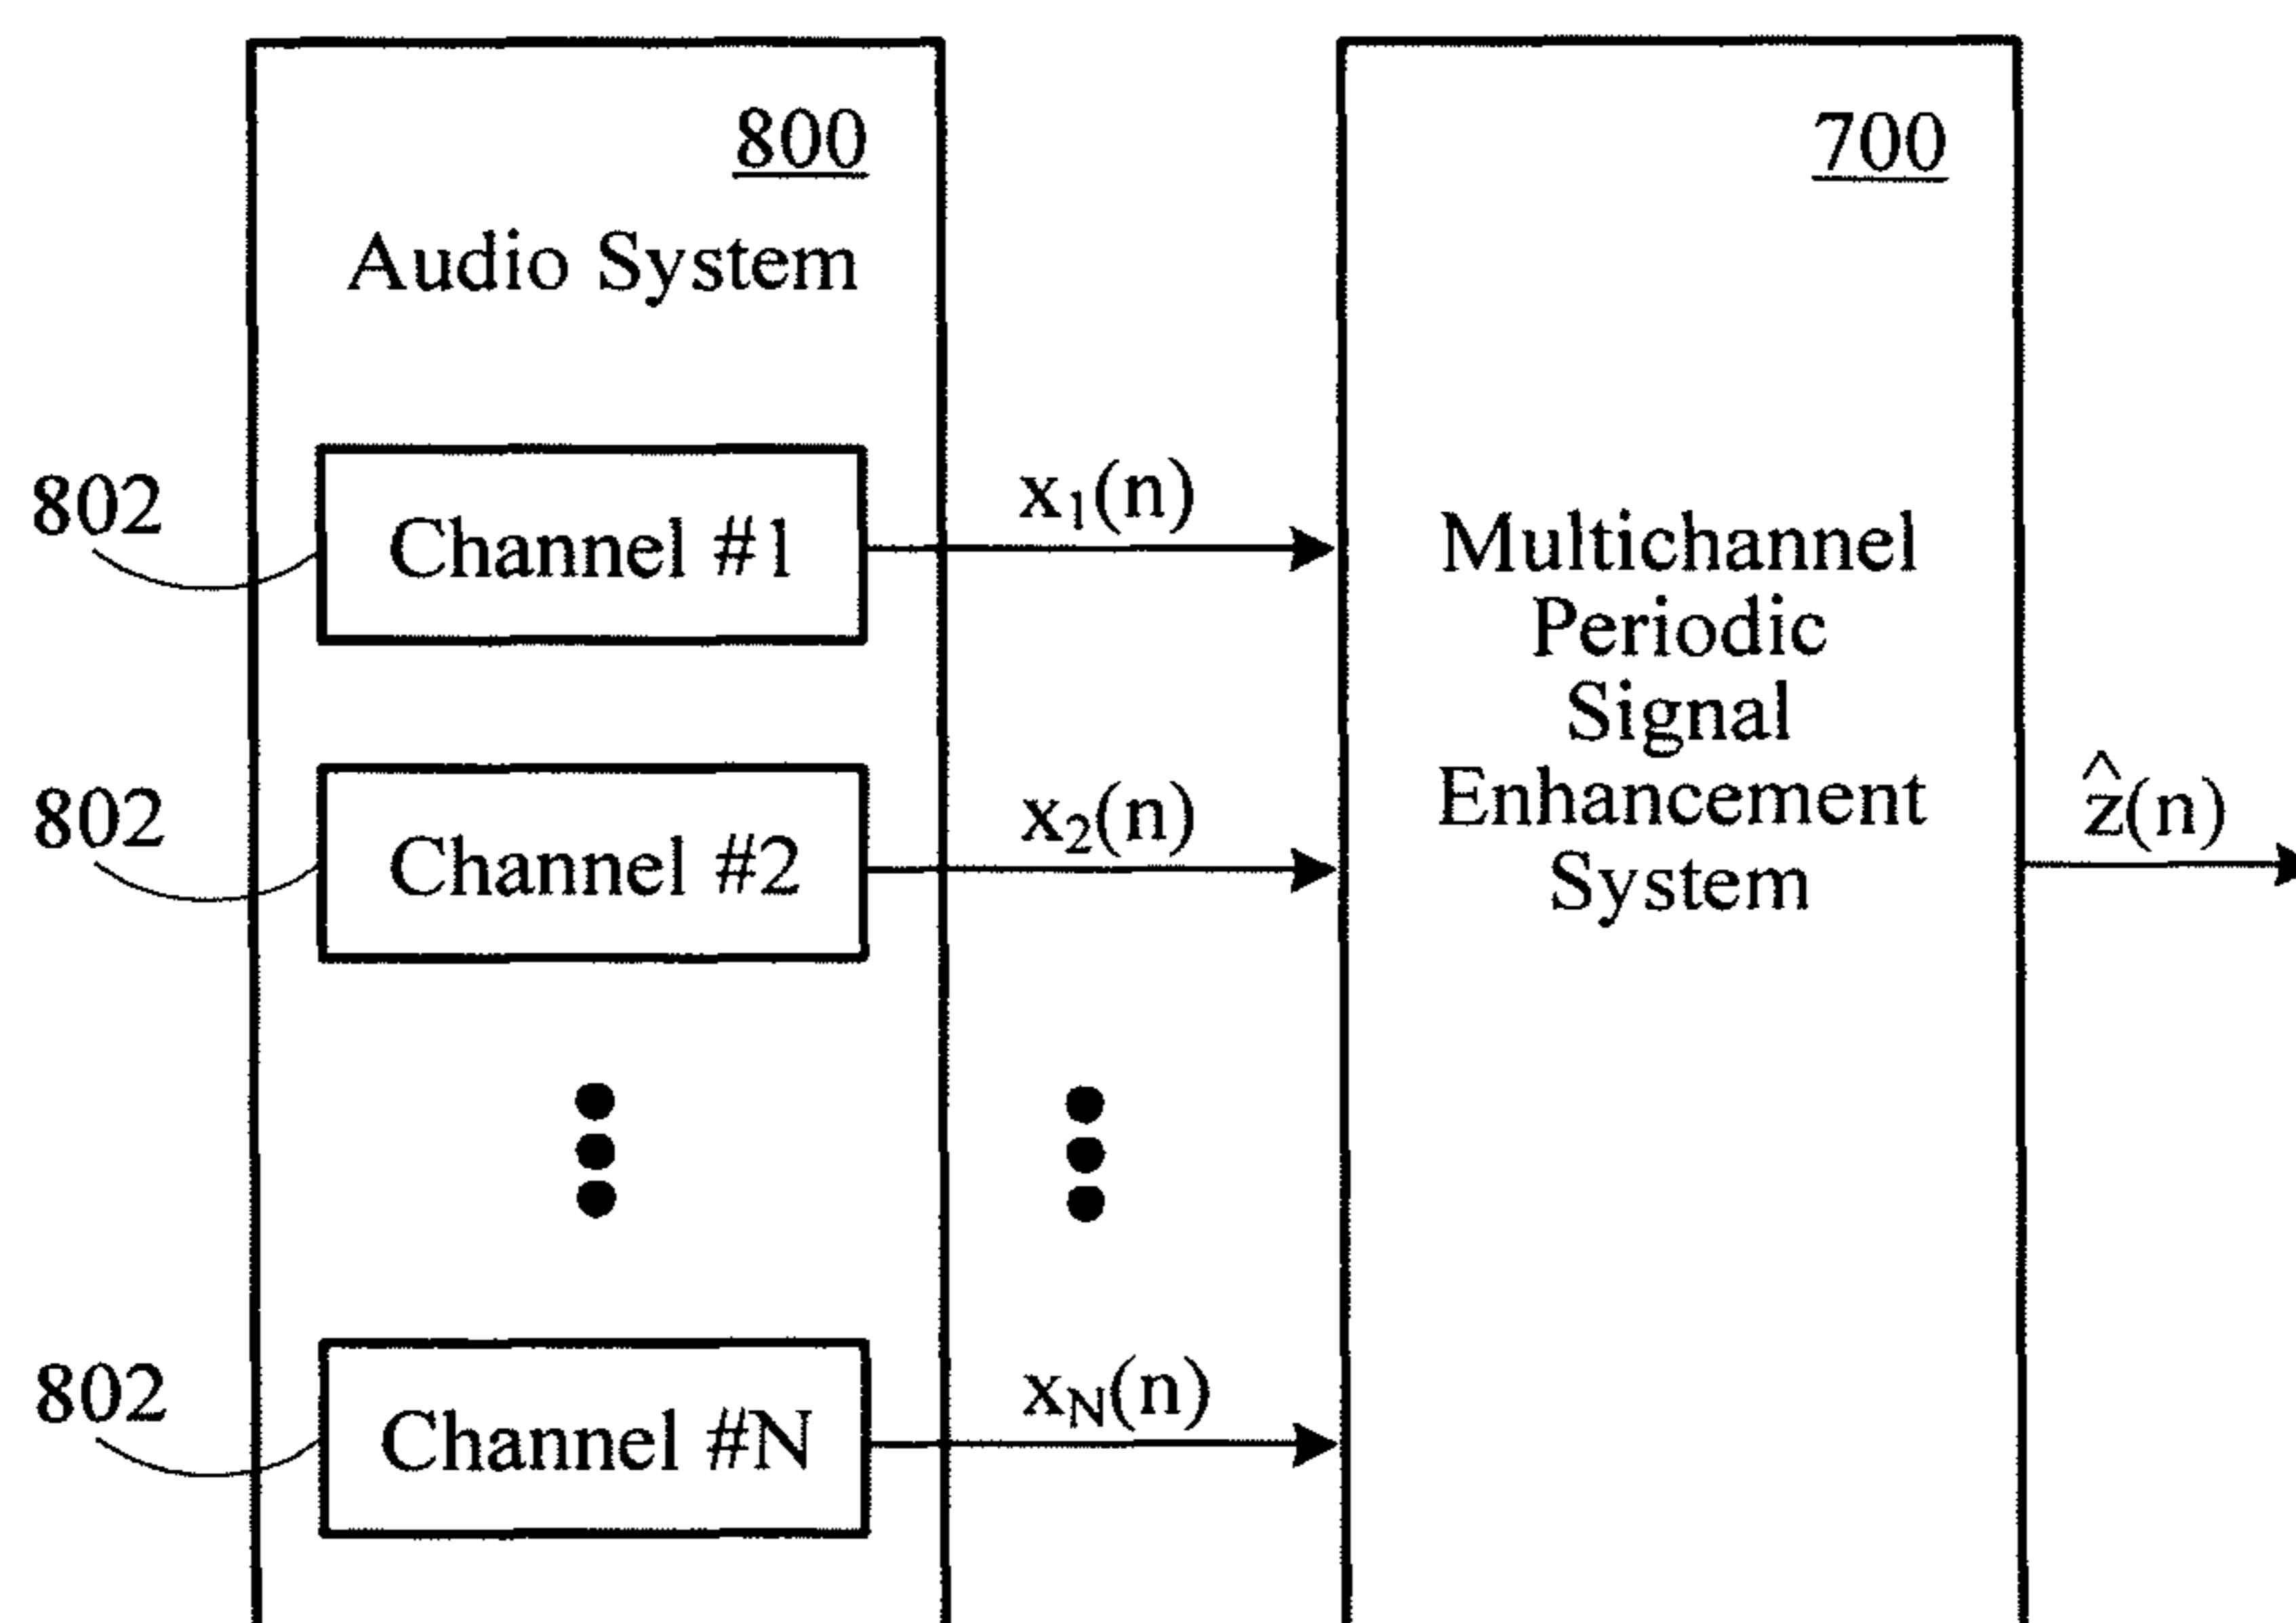 800
Audio System
802
Channel #1
x₁(n)
802
Channel #2
x₂(n)
802
Channel #N
x_N(n)
700
Multichannel
Periodic
Signal
Enhancement
System
ẑ(n)